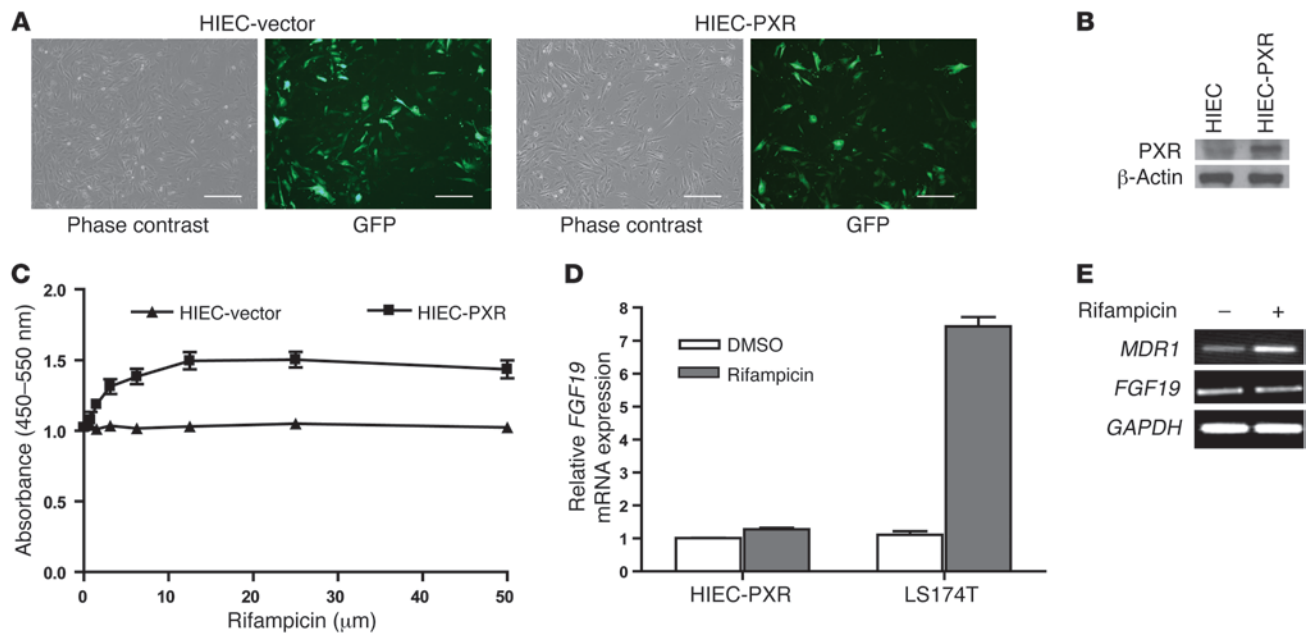 A
HIEC-vector
HIEC-PXR
Phase contrast
GFP
Phase contrast
GFP
B
HIEC
HIEC-PXR
PXR
β-Actin
C
Absorbance (450–550 nm)
2.0
1.5
1.0
0.5
0.0
HIEC-vector
HIEC-PXR
0
10
20
30
40
50
Rifampicin (μm)
D
Relative FGF19
mRNA expression
8
7
6
5
4
3
2
1
0
DMSO
Rifampicin
HIEC-PXR
LS174T
E
Rifampicin – +
MDR1
FGF19
GAPDH